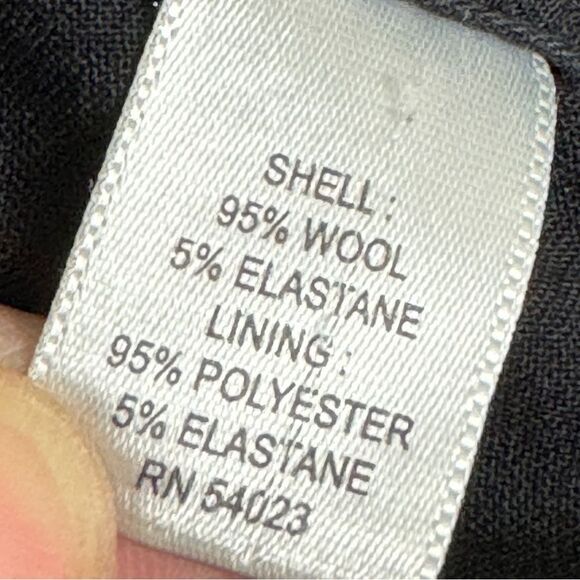 SHELL :
95% WOOL
5% ELASTANE
LINING :
95% POLYESTER
5% ELASTANE
RN 54023